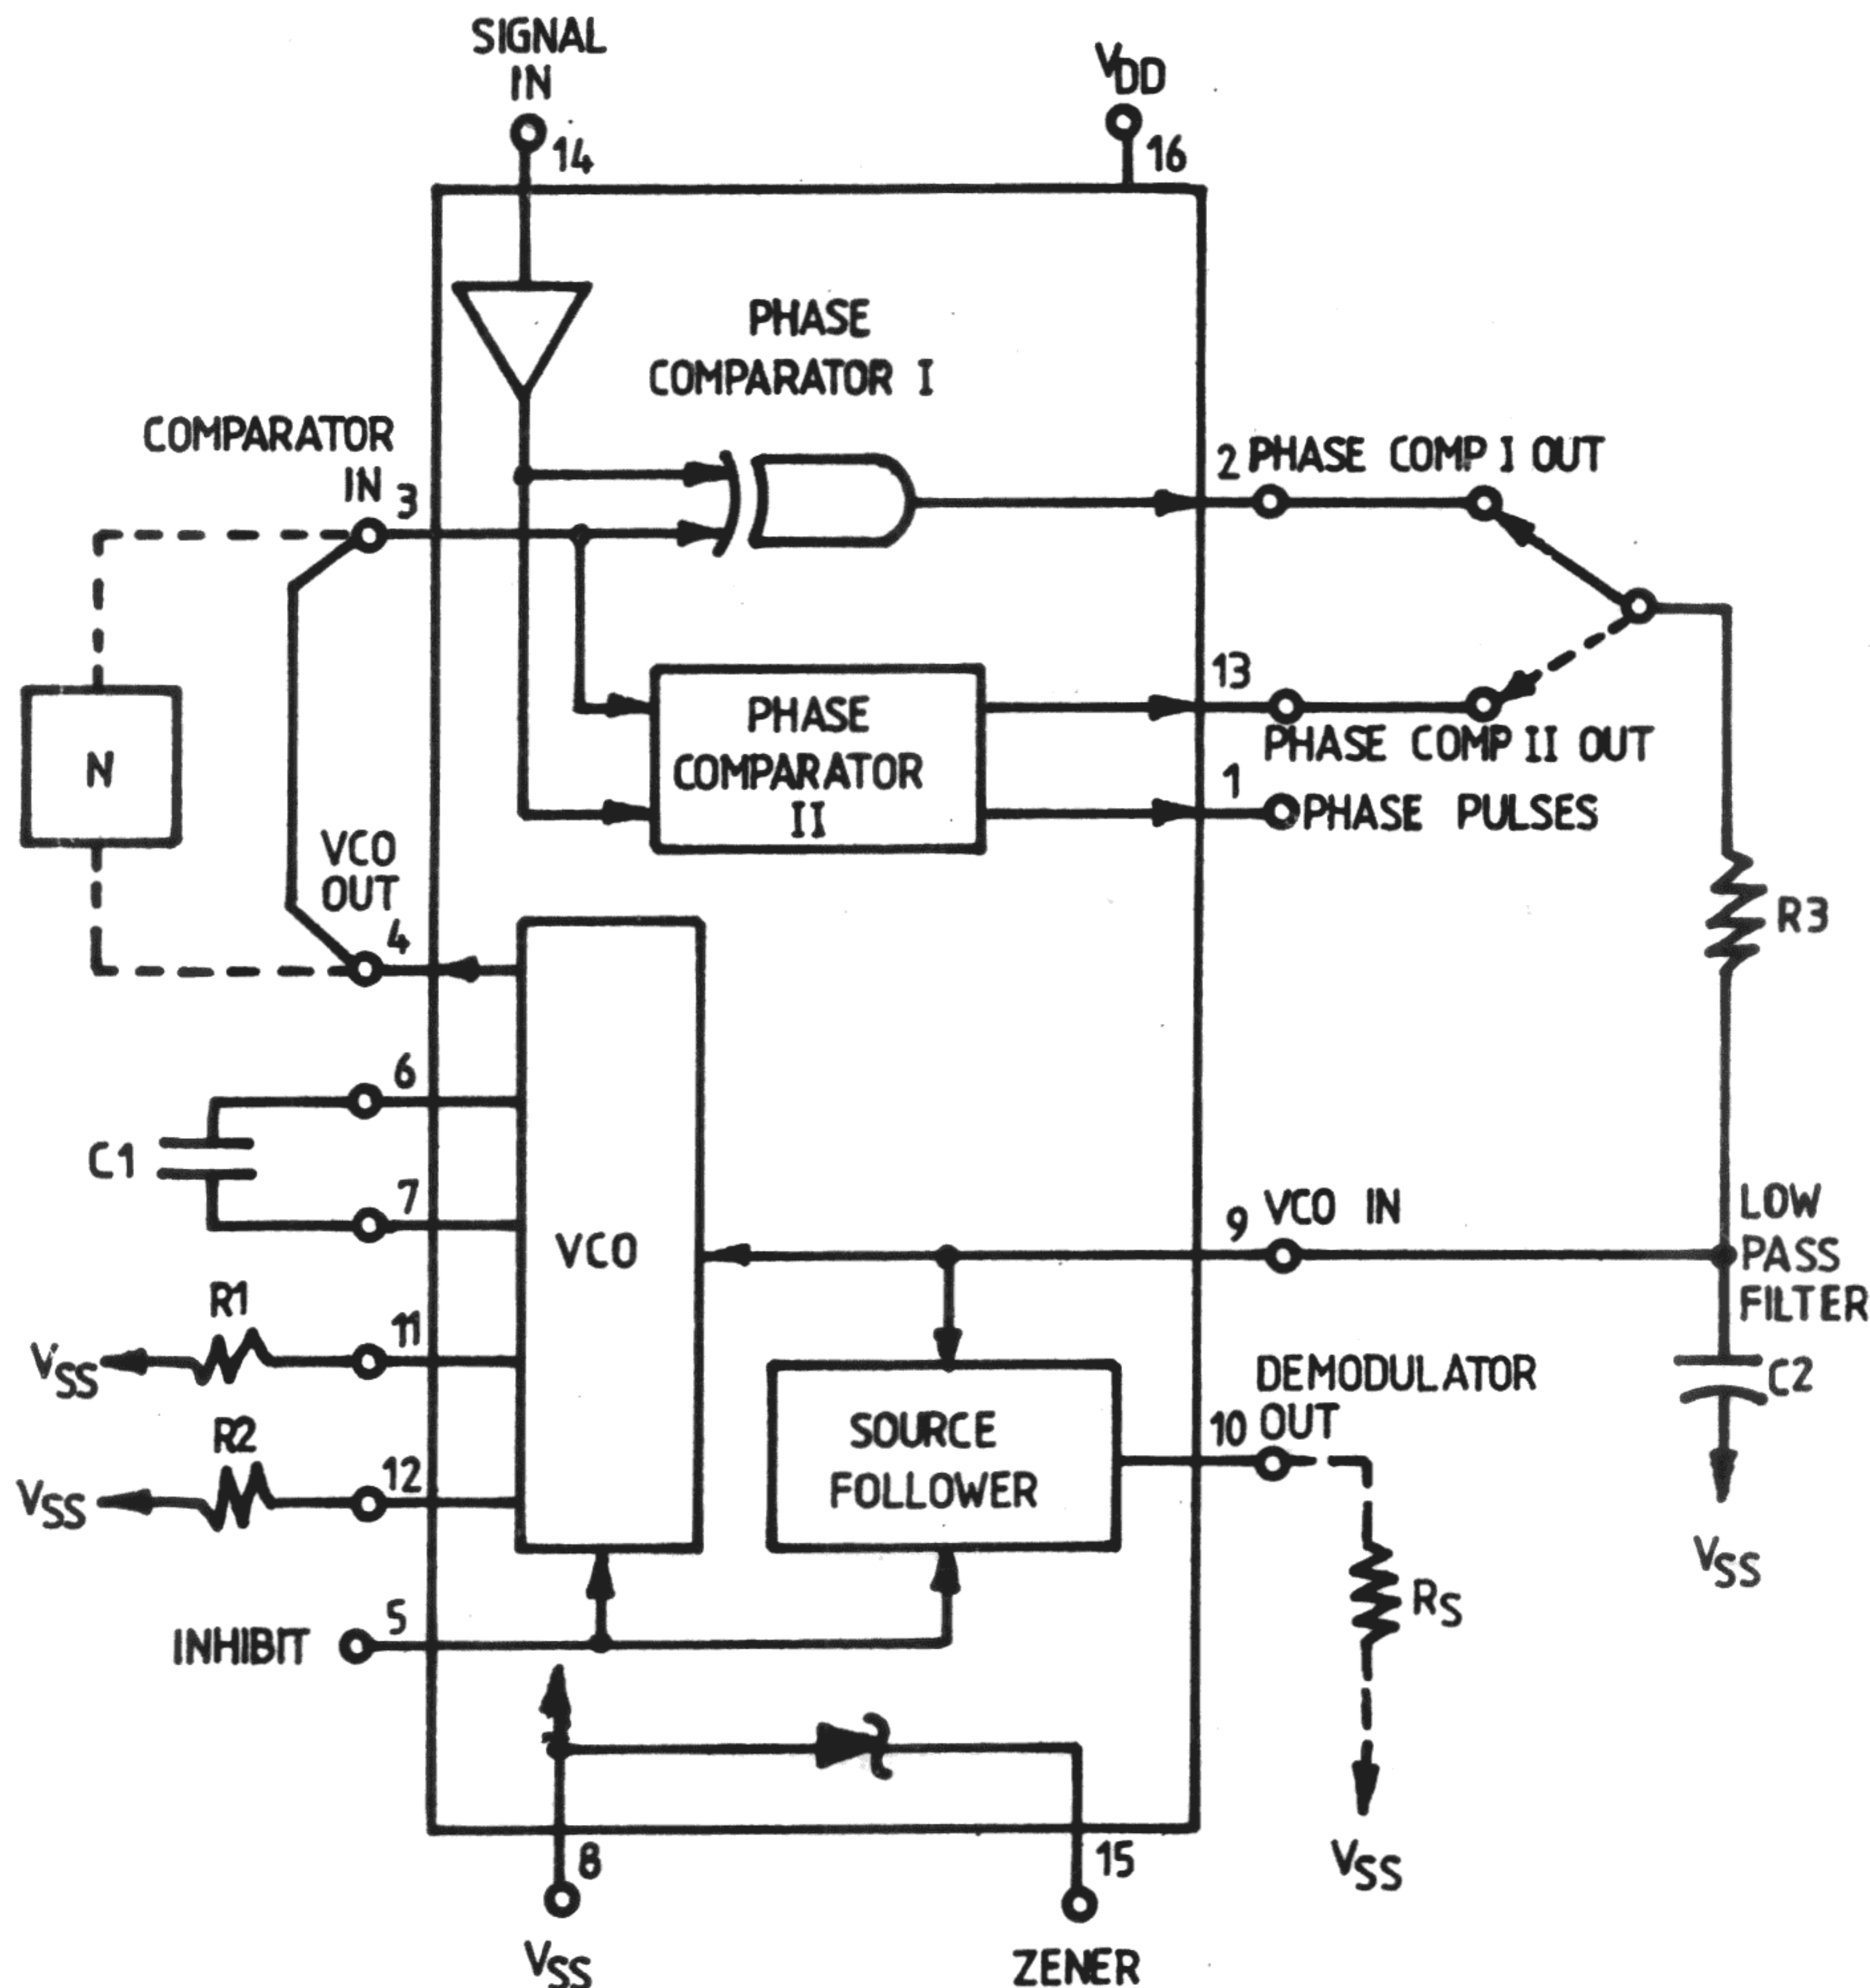 SIGNAL
IN
14
VDD
16
PHASE
COMPARATOR I
COMPARATOR
IN 3
2 PHASE COMP I OUT
13
PHASE COMP II OUT
1
PHASE PULSES
PHASE
COMPARATOR
II
N
VCO
OUT
4
R3
6
C1
7
VCO
9 VCO IN
LOW
PASS
FILTER
R1
11
VSS
C2
DEMODULATOR
10 OUT
R2
12
VSS
SOURCE
FOLLOWER
VSS
RS
5
INHIBIT
8
15
VSS
VSS
ZENER